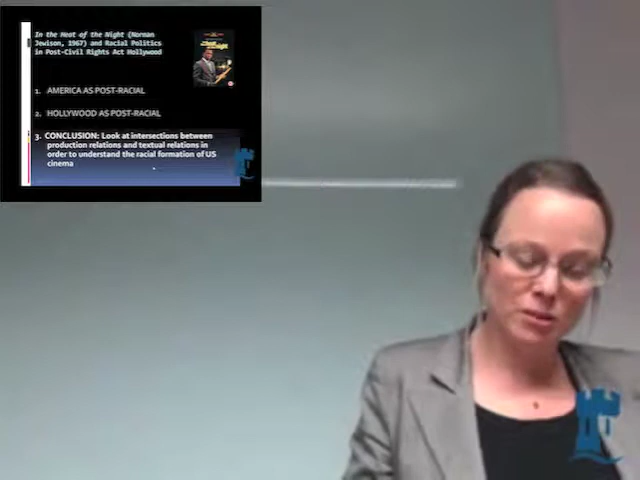 In the Heat of the Night (Norman
Jewison, 1967) and Racial Politics
in Post-Civil Rights Act Hollywood
1. AMERICA AS POST-RACIAL
2. HOLLYWOOD AS POST-RACIAL
3. CONCLUSION: Look at intersections between
production relations and textual relations in
order to understand the racial formation of US
cinema